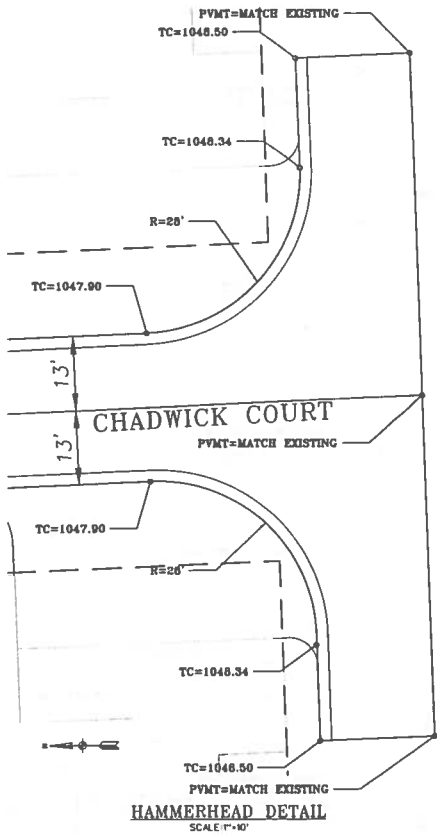 PVMT=MATCH EXISTING
TC=1048.50
TC=1048.34
R=28'
TC=1047.90
13'
CHADWICK COURT
13'
PVMT=MATCH EXISTING
TC=1047.90
R=28'
TC=1048.34
TC=1048.50
PVMT=MATCH EXISTING
HAMMERHEAD DETAIL
SCALE:1"=10'